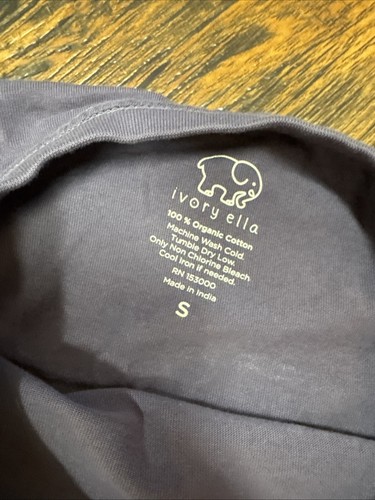 ivory ella
100 % Organic Cotton
Machine Wash Cold.
Tumble Dry Low.
Only Non Chlorine Bleach
Cool Iron if needed.
RN 153000
Made in India
S